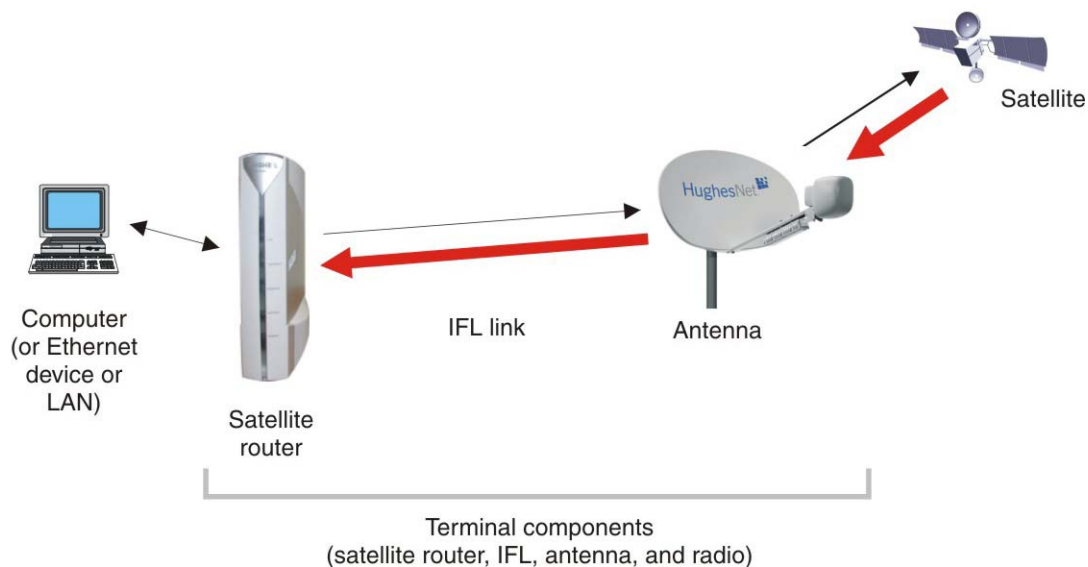 Satellite
HughesNet
Computer
(or Ethernet
device or
LAN)
IFL link
Antenna
Satellite
router
Terminal components
(satellite router, IFL, antenna, and radio)